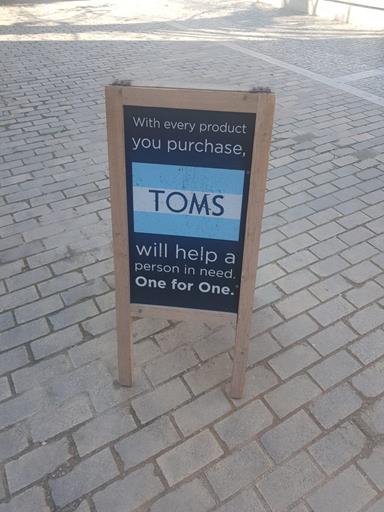 With every product
you purchase,
TOMS
will help a
person in need.
One for One.